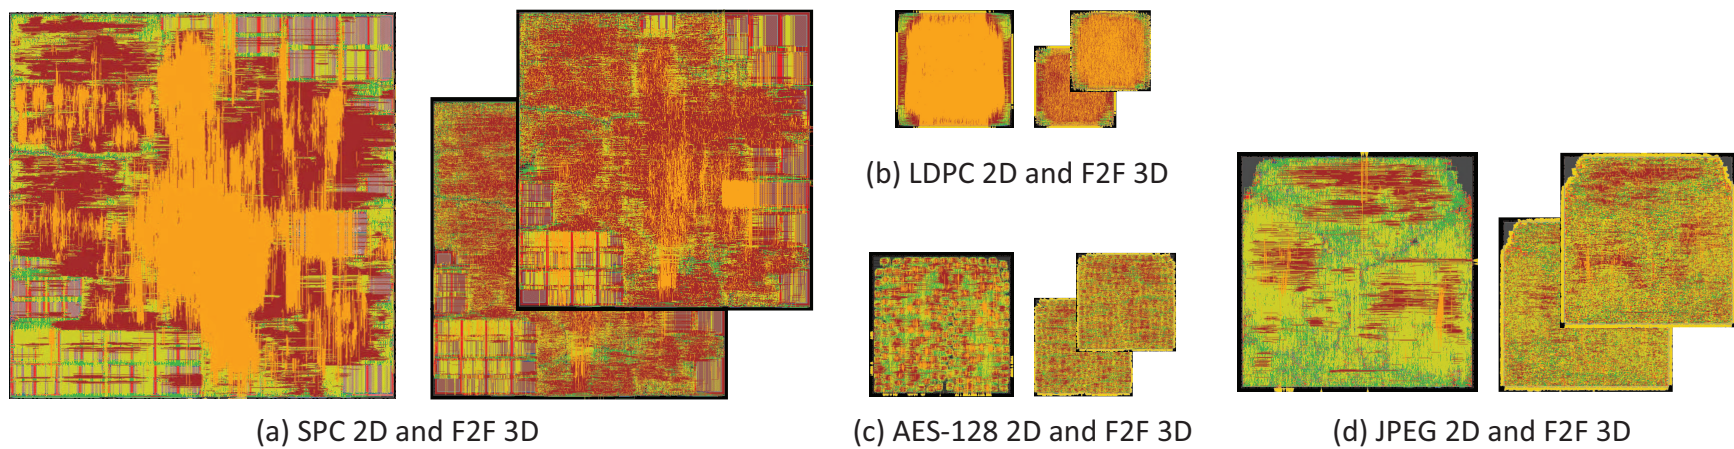 (a) SPC 2D and F2F 3D
(b) LDPC 2D and F2F 3D
(c) AES-128 2D and F2F 3D
(d) JPEG 2D and F2F 3D